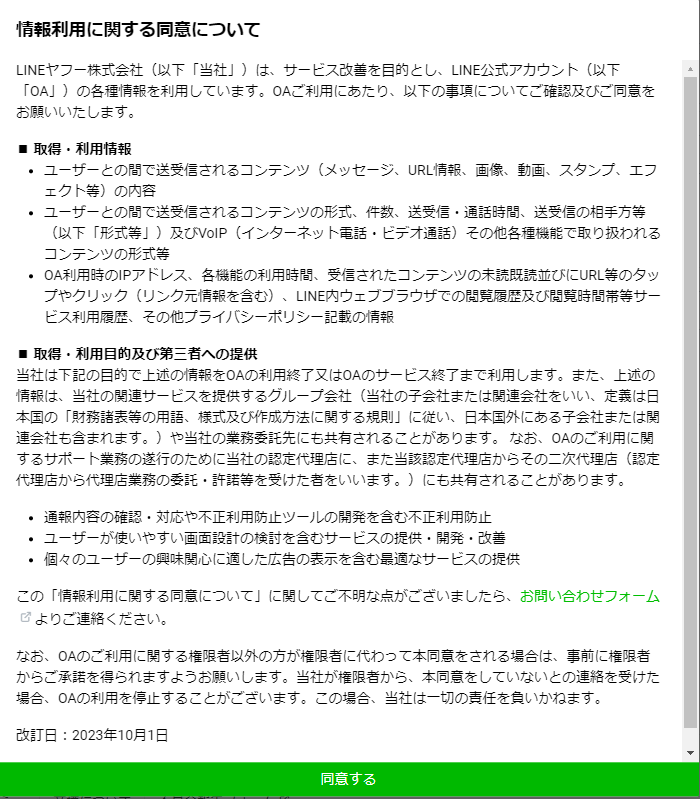 情報利用に関する同意について
LINEヤフー株式会社（以下「当社」）は、サービス改善を目的とし、LINE公式アカウント（以下
「OA」）の各種情報を利用しています。OAご利用にあたり、以下の事項についてご確認及びご同意を
お願いいたします。
■ 取得・利用情報
• ユーザーとの間で送受信されるコンテンツ（メッセージ、URL情報、画像、動画、スタンプ、エフ
ェクト等）の内容
• ユーザーとの間で送受信されるコンテンツの形式、件数、送受信・通話時間、送受信の相手方等
（以下「形式等」）及びVoIP（インターネット電話・ビデオ通話）その他各種機能で取り扱われる
コンテンツの形式等
• OA利用時のIPアドレス、各機能の利用時間、受信されたコンテンツの未読既読並びにURL等のタッ
プやクリック（リンク元情報を含む）、LINE内ウェブブラウザでの閲覧履歴及び閲覧時間帯等サー
ビス利用履歴、その他プライバシーポリシー記載の情報
■ 取得・利用目的及び第三者への提供
当社は下記の目的で上述の情報をOAの利用終了又はOAのサービス終了まで利用します。また、上述の
情報は、当社の関連サービスを提供するグループ会社（当社の子会社または関連会社をいい、定義は日
本国の「財務諸表等の用語、様式及び作成方法に関する規則」に従い、日本国外にある子会社または関
連会社も含まれます。）や当社の業務委託先にも共有されることがあります。 なお、OAのご利用に関
するサポート業務の遂行のために当社の認定代理店に、また当該認定代理店からその二次代理店（認定
代理店から代理店業務の委託・許諾等を受けた者をいいます。）にも共有されることがあります。
• 通報内容の確認・対応や不正利用防止ツールの開発を含む不正利用防止
• ユーザーが使いやすい画面設計の検討を含むサービスの提供・開発・改善
• 個々のユーザーの興味関心に適した広告の表示を含む最適なサービスの提供
この「情報利用に関する同意について」に関してご不明な点がございましたら、お問い合わせフォーム
よりご連絡ください。
なお、OAのご利用に関する権限者以外の方が権限者に代わって本同意をされる場合は、事前に権限者
からご承諾を得られますようお願いします。当社が権限者から、本同意をしていないとの連絡を受けた
場合、OAの利用を停止することがございます。この場合、当社は一切の責任を負いかねます。
改訂日：2023年10月1日
同意する